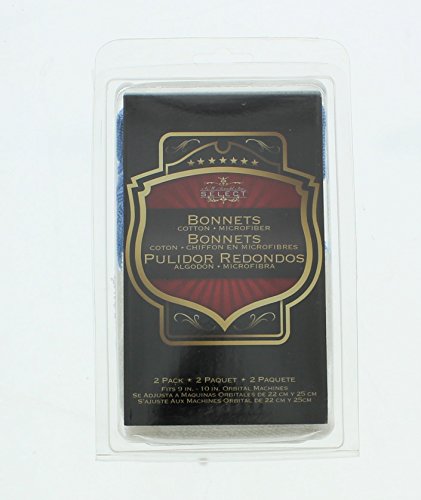 SELECT
BONNETS
COTTON • MICROFIBER
BONNETS
COTON • CHIFFON EN MICROFIBRES
PULIDOR REDONDOS
ALGODÓN • MICROFIBRA
2 PACK ★ 2 PAQUET ★ 2 PAQUETE
FITS 9 IN. - 10 IN. ORBITAL MACHINES
SE ADJUSTA A MAQUINAS ORBITALES DE 22 CM Y 25 CM
S'AJUSTE AUX MACHINES ORBITAL DE 22 CM Y 25CM